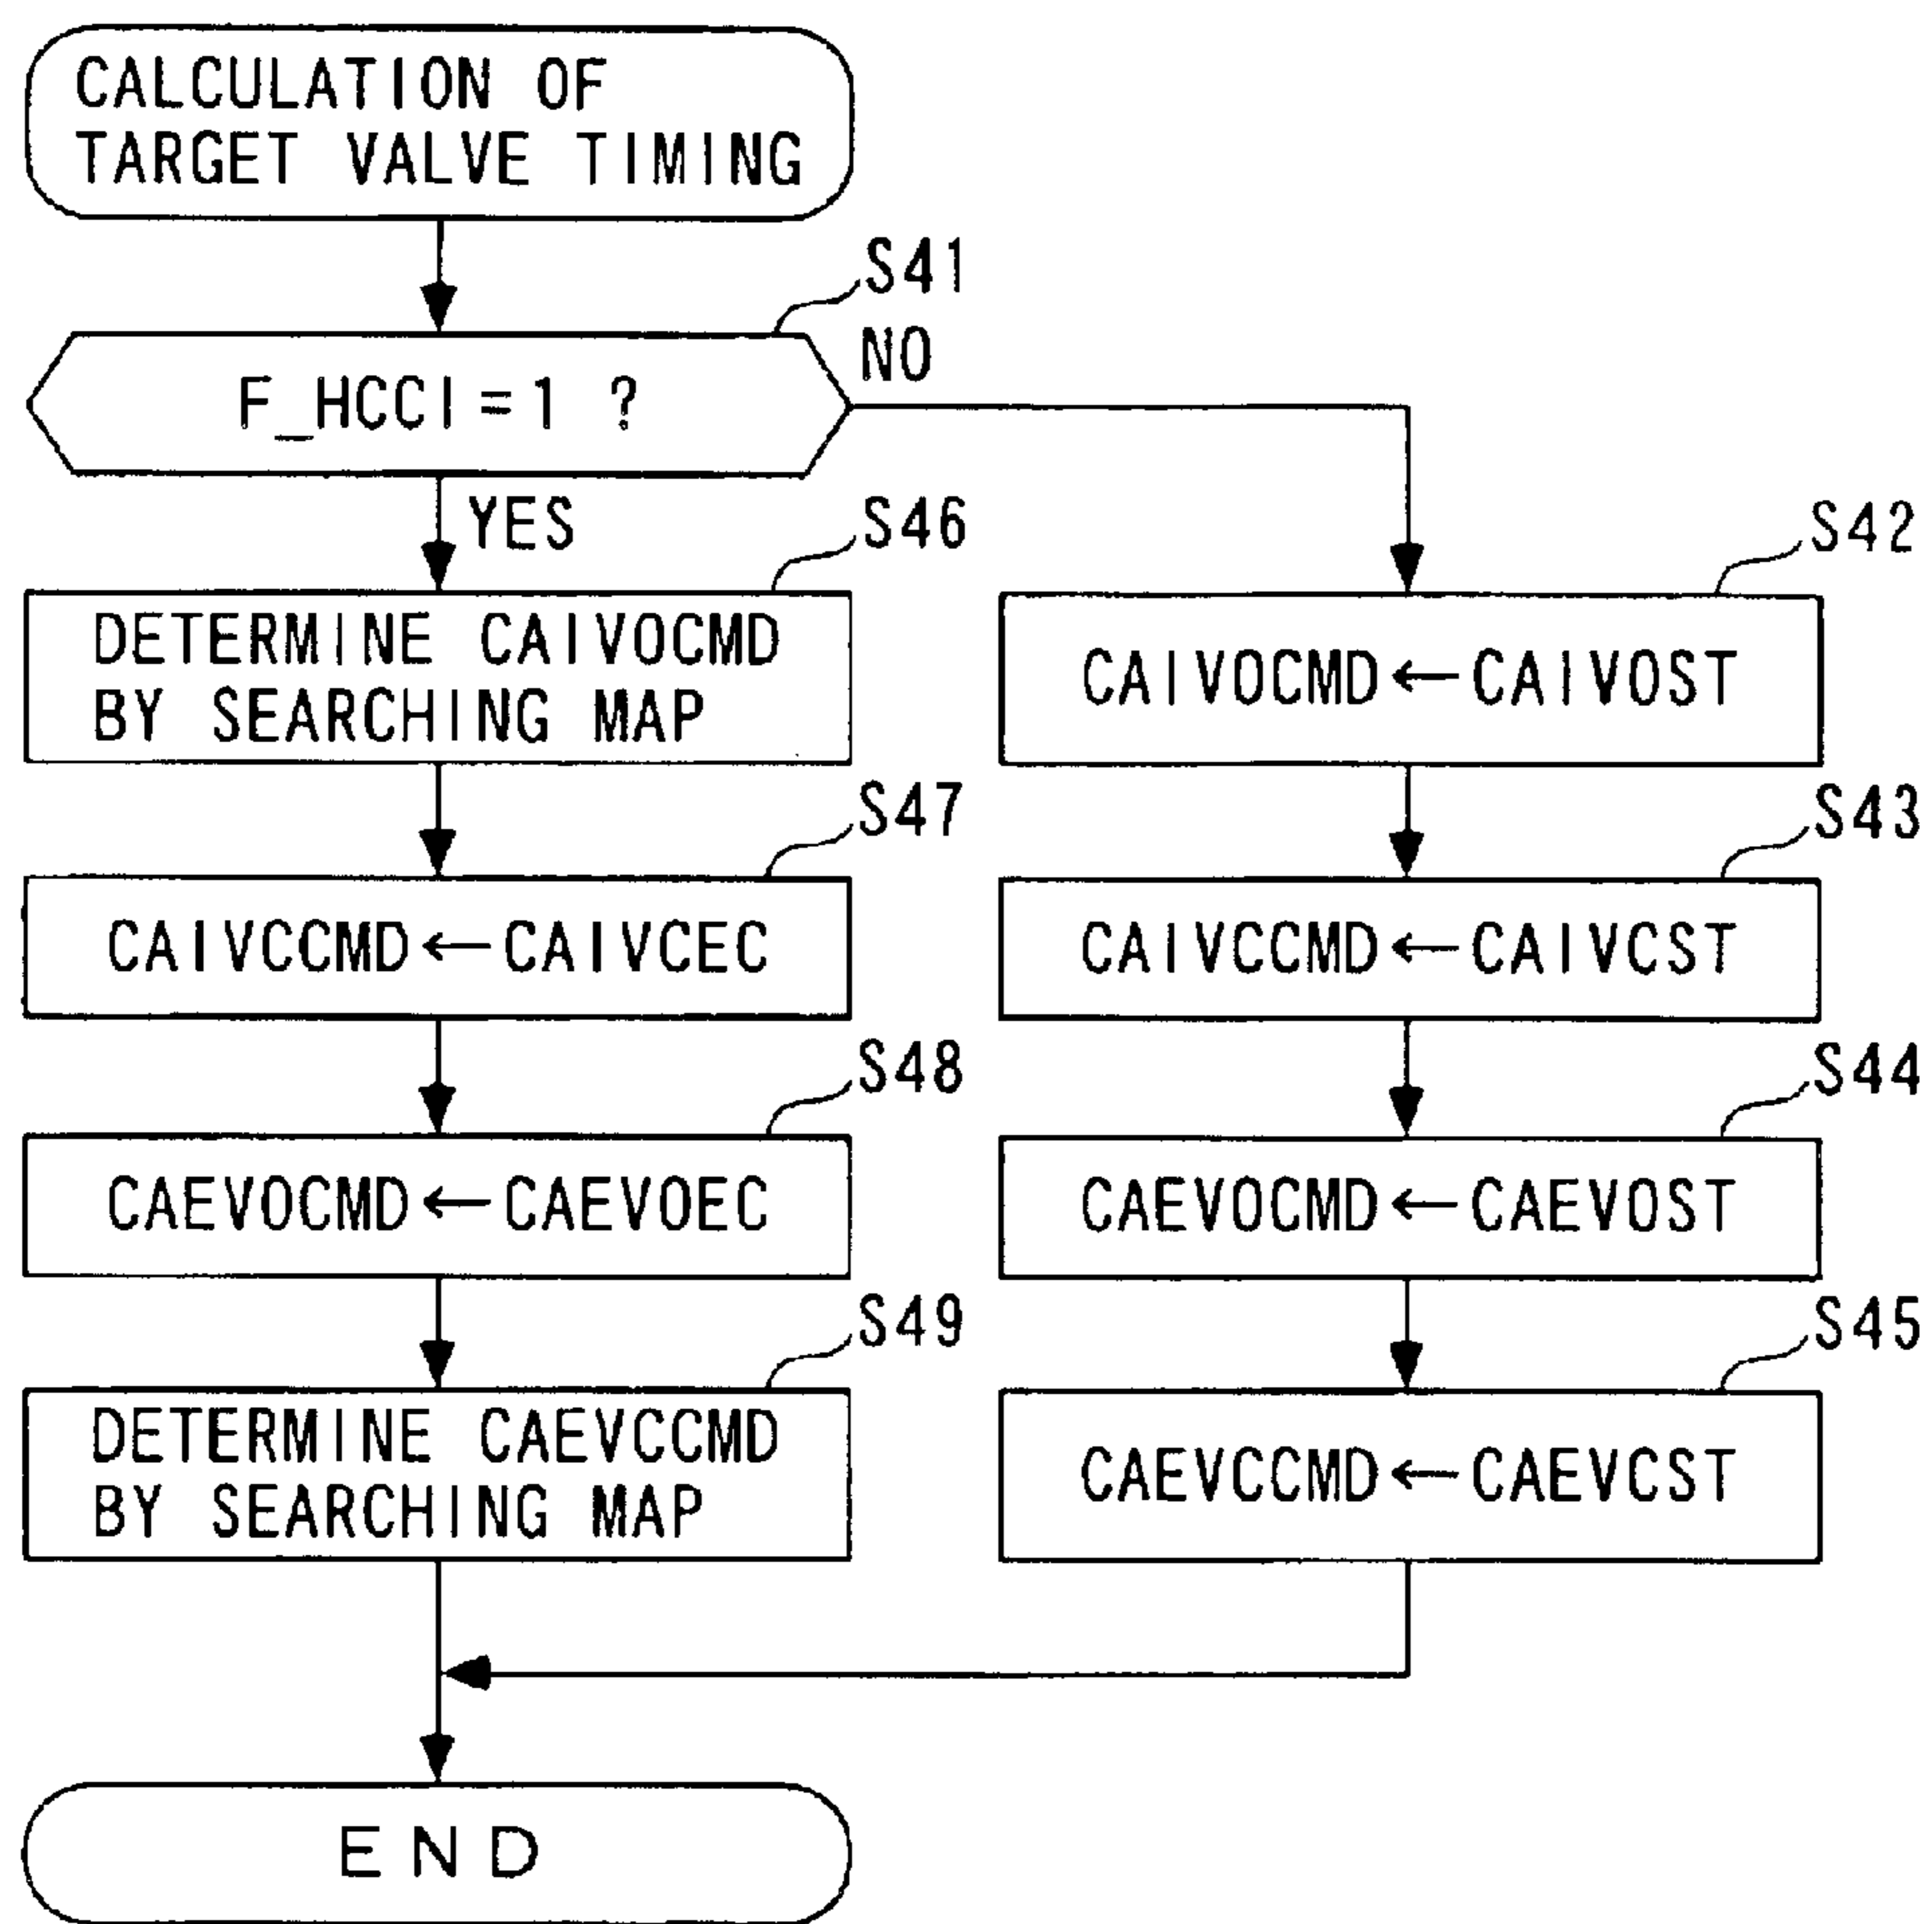 CALCULATION OF
TARGET VALVE TIMING
S41
F_HCCI=1 ?
NO
YES
S46
DETERMINE CAIVOCMD
BY SEARCHING MAP
S42
CAIVOCMD←CAIVOST
S47
CAIVCCMD←CAIVCEC
S43
CAIVCCMD←CAIVCST
S48
CAEVOCMD←CAEVOEC
S44
CAEVOCMD←CAEVOST
S49
DETERMINE CAEVCCMD
BY SEARCHING MAP
S45
CAEVCCMD←CAEVCST
END